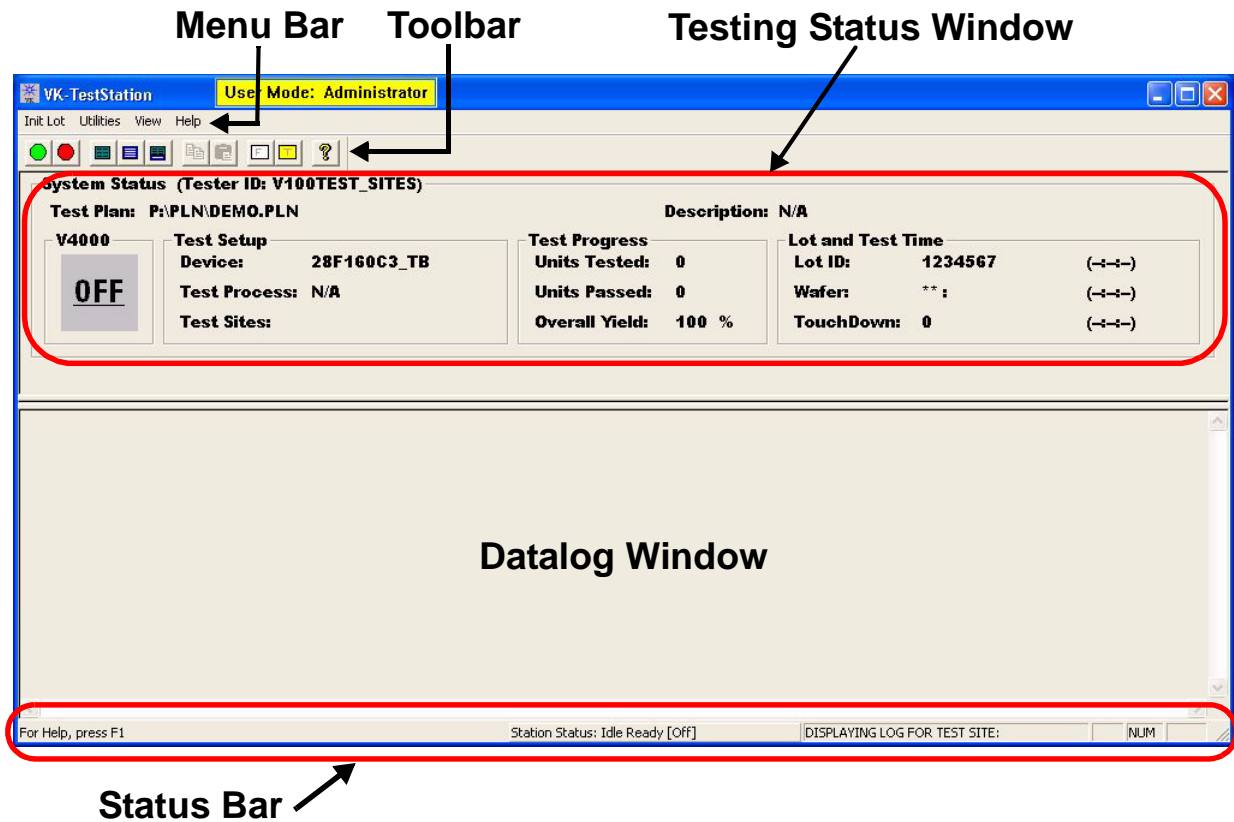 Menu Bar Toolbar Testing Status Window
VK-TestStation User Mode: Administrator
Init Lot Utilities View Help
F T ?
System Status (Tester ID: V100TEST_SITES)
Test Plan: P:\PLN\DEMO.PLN Description: N/A
V4000 Test Setup Test Progress Lot and Test Time
Device: 28F160C3_TB Units Tested: 0 Lot ID: 1234567 (--:--:--)
OFF Test Process: N/A Units Passed: 0 Wafer: ** : (--:--:--)
Test Sites: Overall Yield: 100 % TouchDown: 0 (--:--:--)
Datalog Window
For Help, press F1 Station Status: Idle Ready [Off] DISPLAYING LOG FOR TEST SITE: NUM
Status Bar